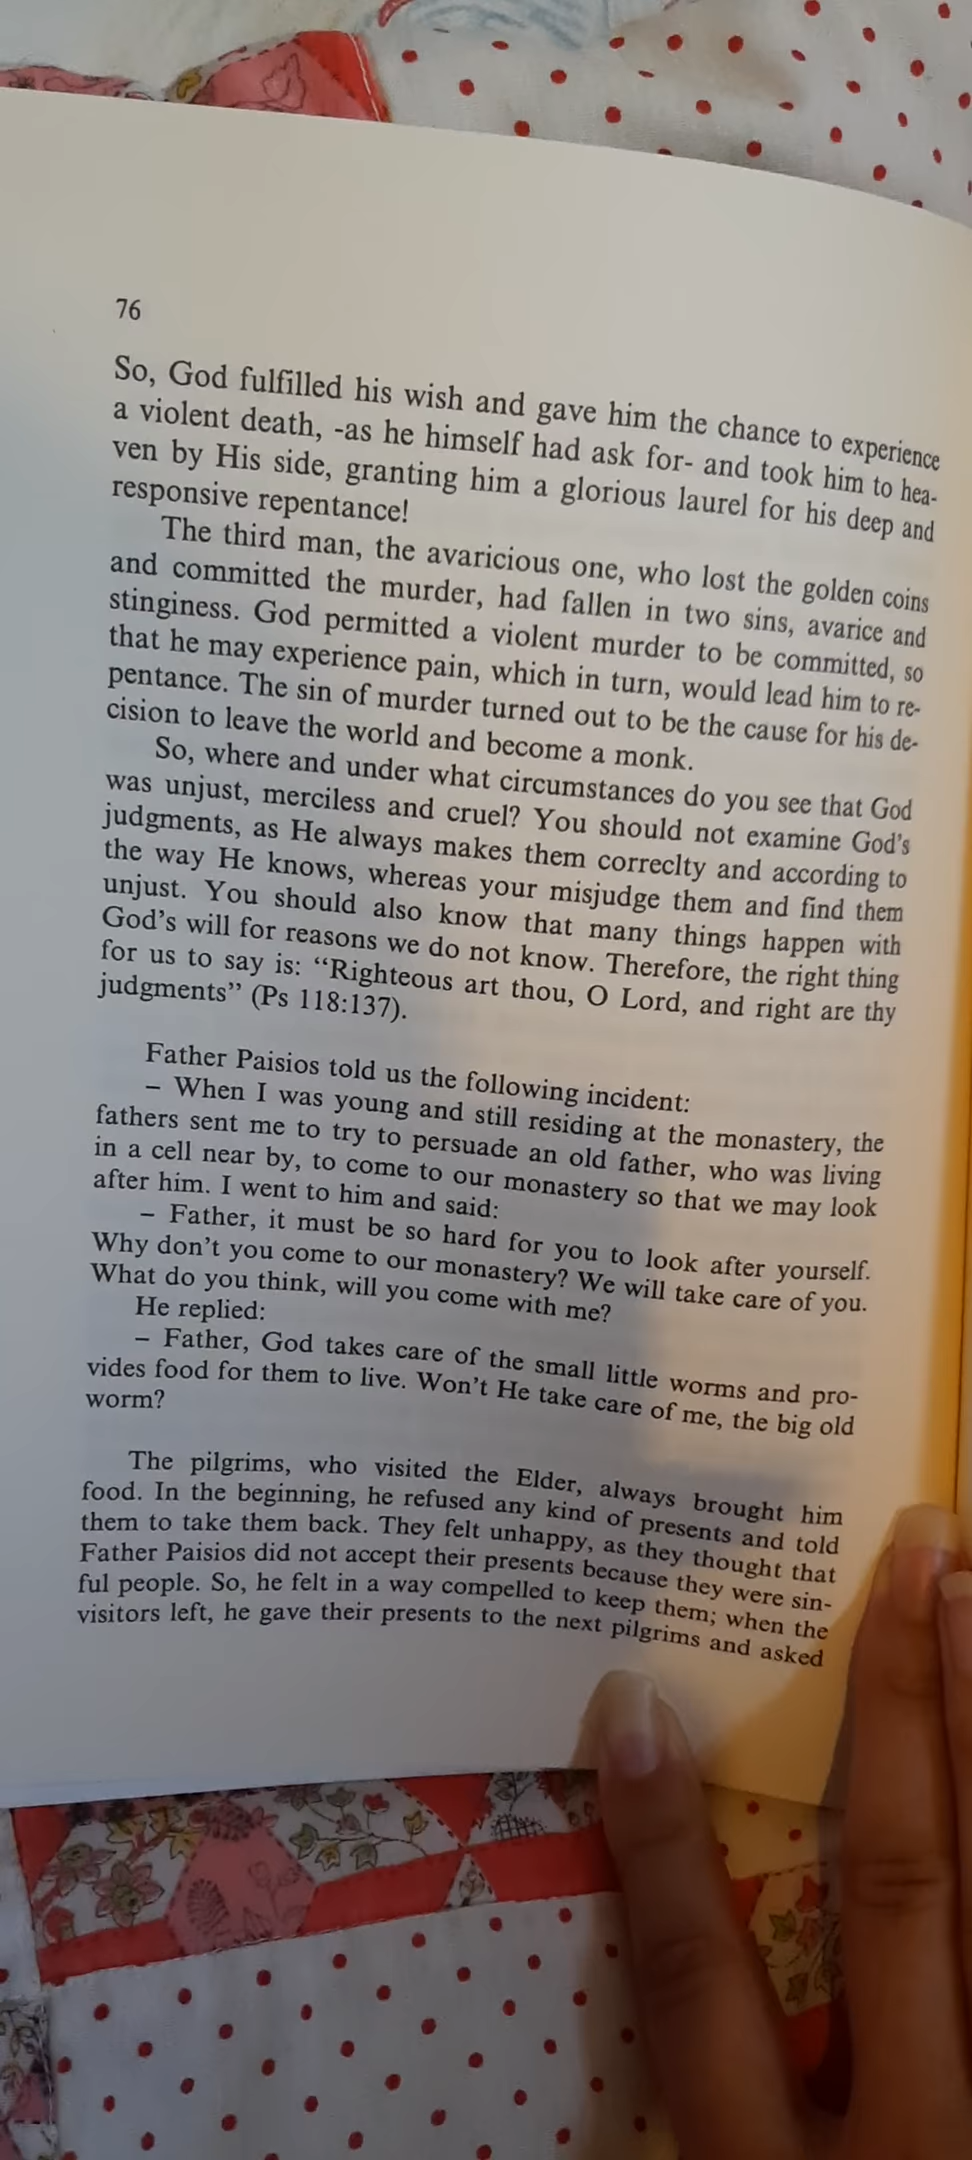 76
So, God fulfilled his wish and gave him the chance to experience
a violent death, -as he himself had ask for- and took him to hea-
ven by His side, granting him a glorious laurel for his deep and
responsive repentance!
The third man, the avaricious one, who lost the golden coins
and committed the murder, had fallen in two sins, avarice and
stinginess. God permitted a violent murder to be committed, so
that he may experience pain, which in turn, would lead him to re-
pentance. The sin of murder turned out to be the cause for his de-
cision to leave the world and become a monk.
So, where and under what circumstances do you see that God
was unjust, merciless and cruel? You should not examine God's
judgments, as He always makes them correclty and according to
the way He knows, whereas your misjudge them and find them
unjust. You should also know that many things happen with
God's will for reasons we do not know. Therefore, the right thing
for us to say is: “Righteous art thou, O Lord, and right are thy
judgments” (Ps 118:137).
Father Paisios told us the following incident:
– When I was young and still residing at the monastery, the
fathers sent me to try to persuade an old father, who was living
in a cell near by, to come to our monastery so that we may look
after him. I went to him and said:
– Father, it must be so hard for you to look after yourself.
Why don't you come to our monastery? We will take care of you.
What do you think, will you come with me?
He replied:
– Father, God takes care of the small little worms and pro-
vides food for them to live. Won't He take care of me, the big old
worm?
The pilgrims, who visited the Elder, always brought him
food. In the beginning, he refused any kind of presents and told
them to take them back. They felt unhappy, as they thought that
Father Paisios did not accept their presents because they were sin-
ful people. So, he felt in a way compelled to keep them; when the
visitors left, he gave their presents to the next pilgrims and asked